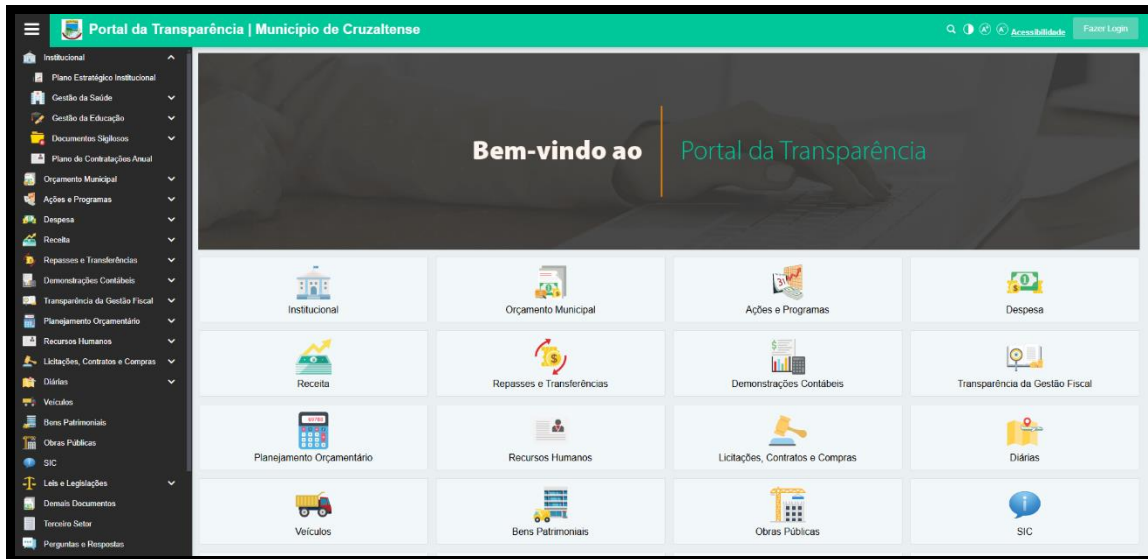 Portal da Transparência | Município de Cruzaltense
Acessibilidade
Fazer Login
Institucional
Plano Estratégico Institucional
Gestão da Saúde
Gestão da Educação
Documentos Sigilosos
Plano de Contratações Anual
Orçamento Municipal
Ações e Programas
Despesa
Receita
Repasses e Transferências
Demonstrações Contábeis
Transparência da Gestão Fiscal
Planejamento Orçamentário
Recursos Humanos
Licitações, Contratos e Compras
Diárias
Veículos
Bens Patrimoniais
Obras Públicas
SIC
Leis e Legislações
Demais Documentos
Terceiro Setor
Perguntas e Respostas
Bem-vindo ao
Portal da Transparência
Institucional
Orçamento Municipal
Ações e Programas
Despesa
Receita
Repasses e Transferências
Demonstrações Contábeis
Transparência da Gestão Fiscal
Planejamento Orçamentário
Recursos Humanos
Licitações, Contratos e Compras
Diárias
Veículos
Bens Patrimoniais
Obras Públicas
SIC